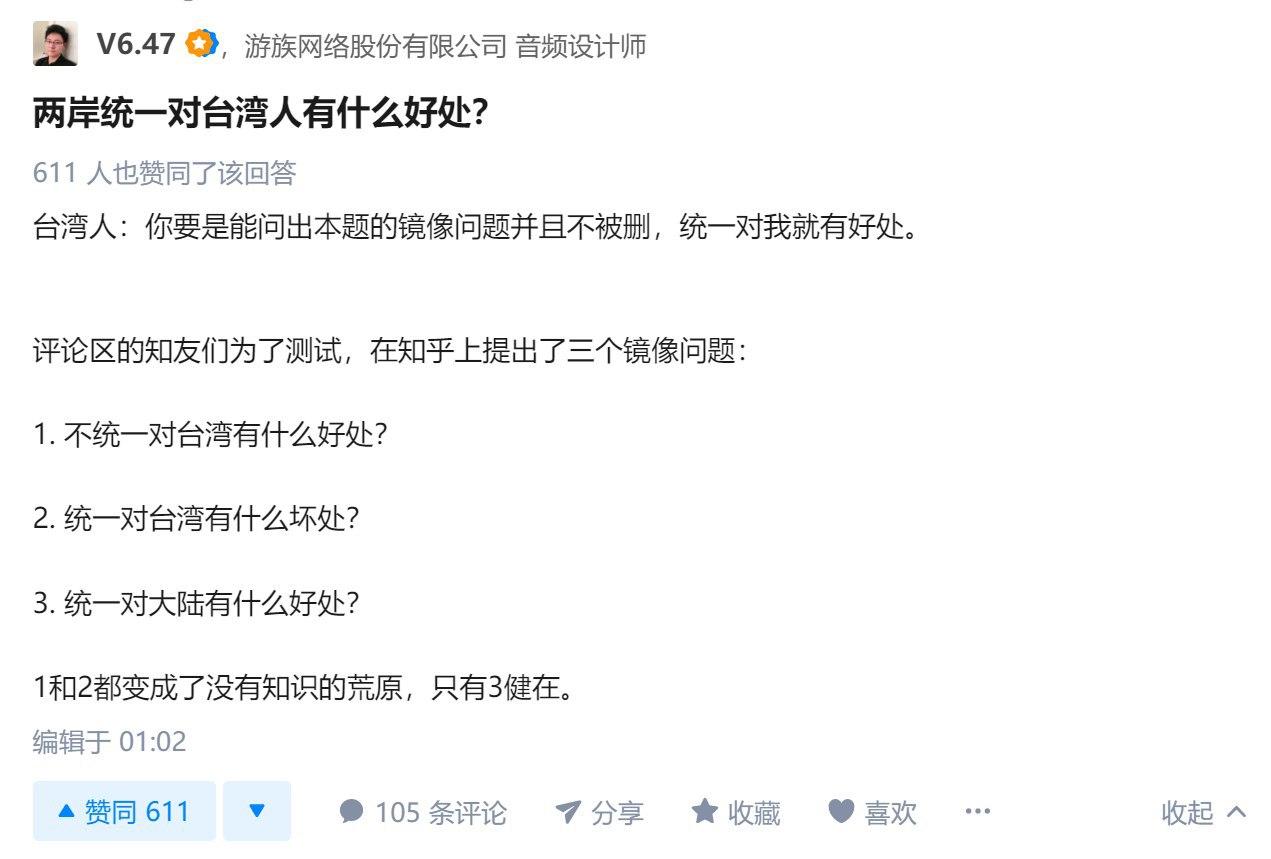 V6.47 ，游族网络股份有限公司 音频设计师
两岸统一对台湾人有什么好处？
611 人也赞同了该回答
台湾人：你要是能问出本题的镜像问题并且不被删，统一对我就有好处。
评论区的知友们为了测试，在知乎上提出了三个镜像问题：
1. 不统一对台湾有什么好处？
2. 统一对台湾有什么坏处？
3. 统一对大陆有什么好处？
1和2都变成了没有知识的荒原，只有3健在。
编辑于 01:02
赞同 611 105 条评论 分享 收藏 喜欢 ··· 收起